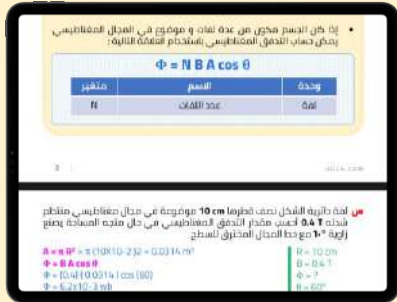 إذا كان الجسم مكون من عدة لفات و موضوع في المجال المغناطيسي
يمكن حساب التدفق المغناطيسي باستخدام العلاقة التالية:
Φ = N B A cos θ
وحدة الاسم متغير
لفة عدد اللفات N
س لفة دائرية الشكل نصف قطرها 10 cm موضوعة في مجال مغناطيسي منتظم
شدته 0.4 T أحسب مقدار التدفق المغناطيسي في حال متجه المساحة يصنع
زاوية ٦٠° مع خط المجال المخترق للسطح
A = π R² = π (10X10-2)2 = 0.0314 m²
R = 10 cm
Φ = B A cos θ
B = 0.4 T
Φ = (0.4) (0.0314) cos (60)
Φ = ?
Φ = 6.2x10-3 wb
θ = 60°